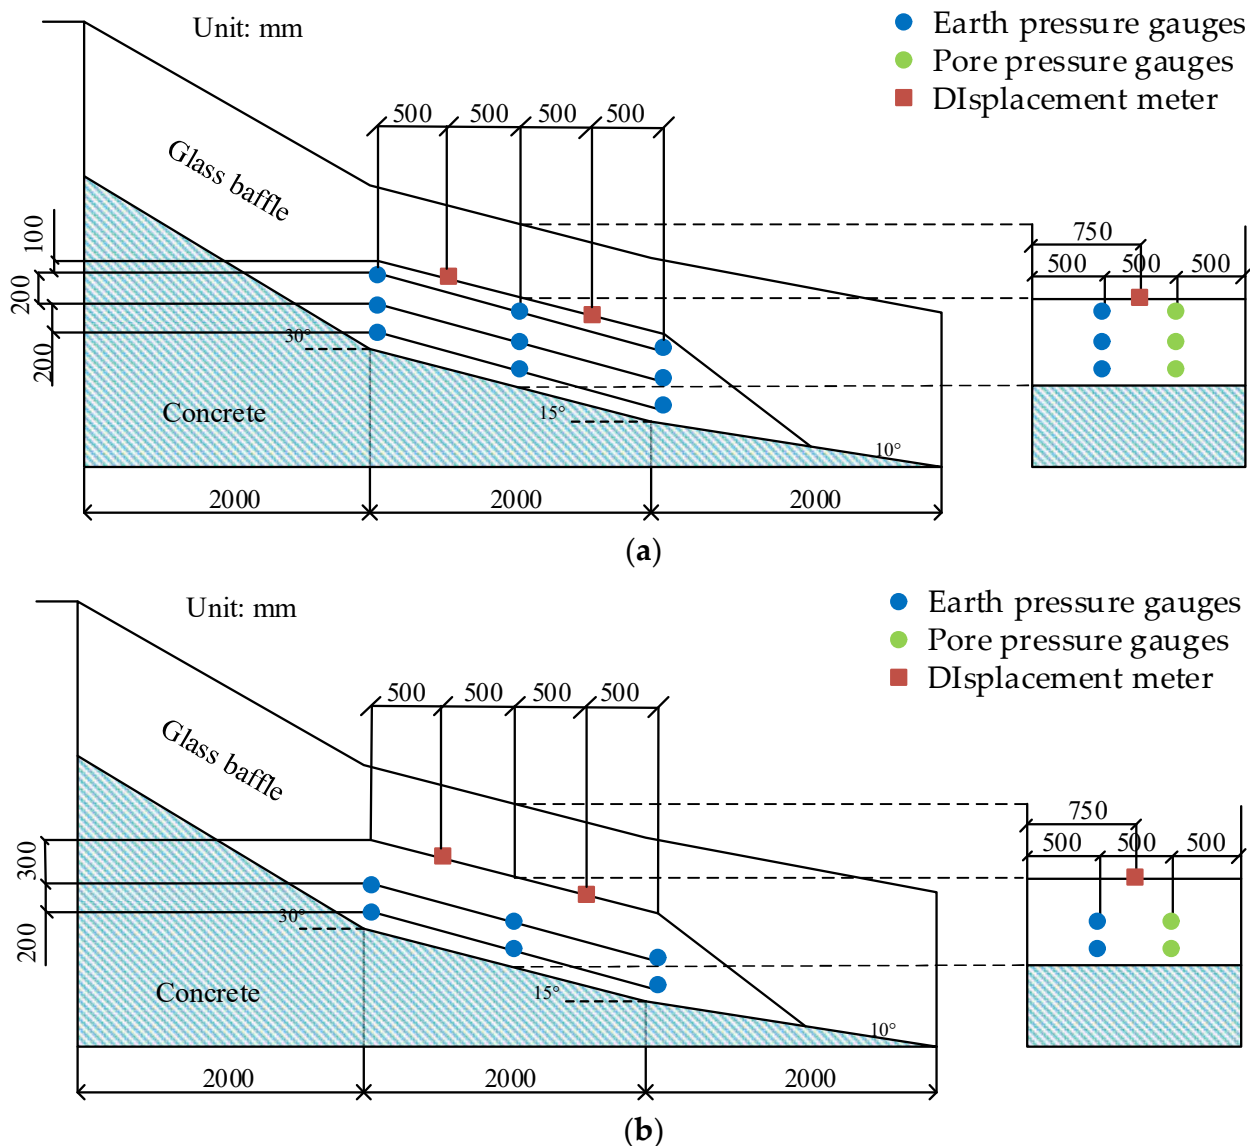 Unit: mm
Earth pressure gauges
Pore pressure gauges
DIsplacement meter
500 500 500 500
Glass baffle
100
200
200
30°
15°
10°
Concrete
2000 2000 2000
750
500 500 500
(a)
Unit: mm
Earth pressure gauges
Pore pressure gauges
DIsplacement meter
500 500 500 500
Glass baffle
300
200
30°
15°
10°
Concrete
2000 2000 2000
750
500 500 500
(b)